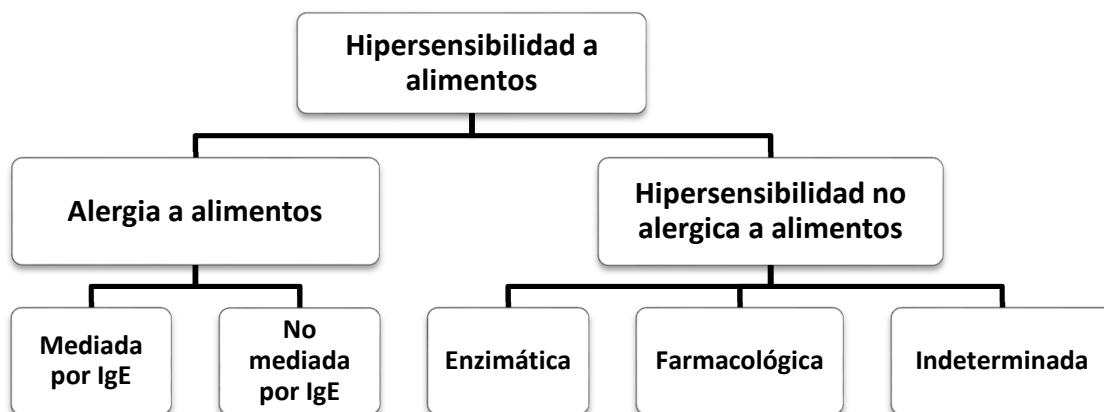 Hipersensibilidad a
alimentos
Alergia a alimentos
Hipersensibilidad no
alergica a alimentos
Mediada
por IgE
No
mediada
por IgE
Enzimática
Farmacológica
Indeterminada